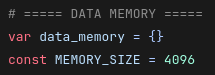 # ===== DATA MEMORY =====
var data_memory = {}
const MEMORY_SIZE = 4096